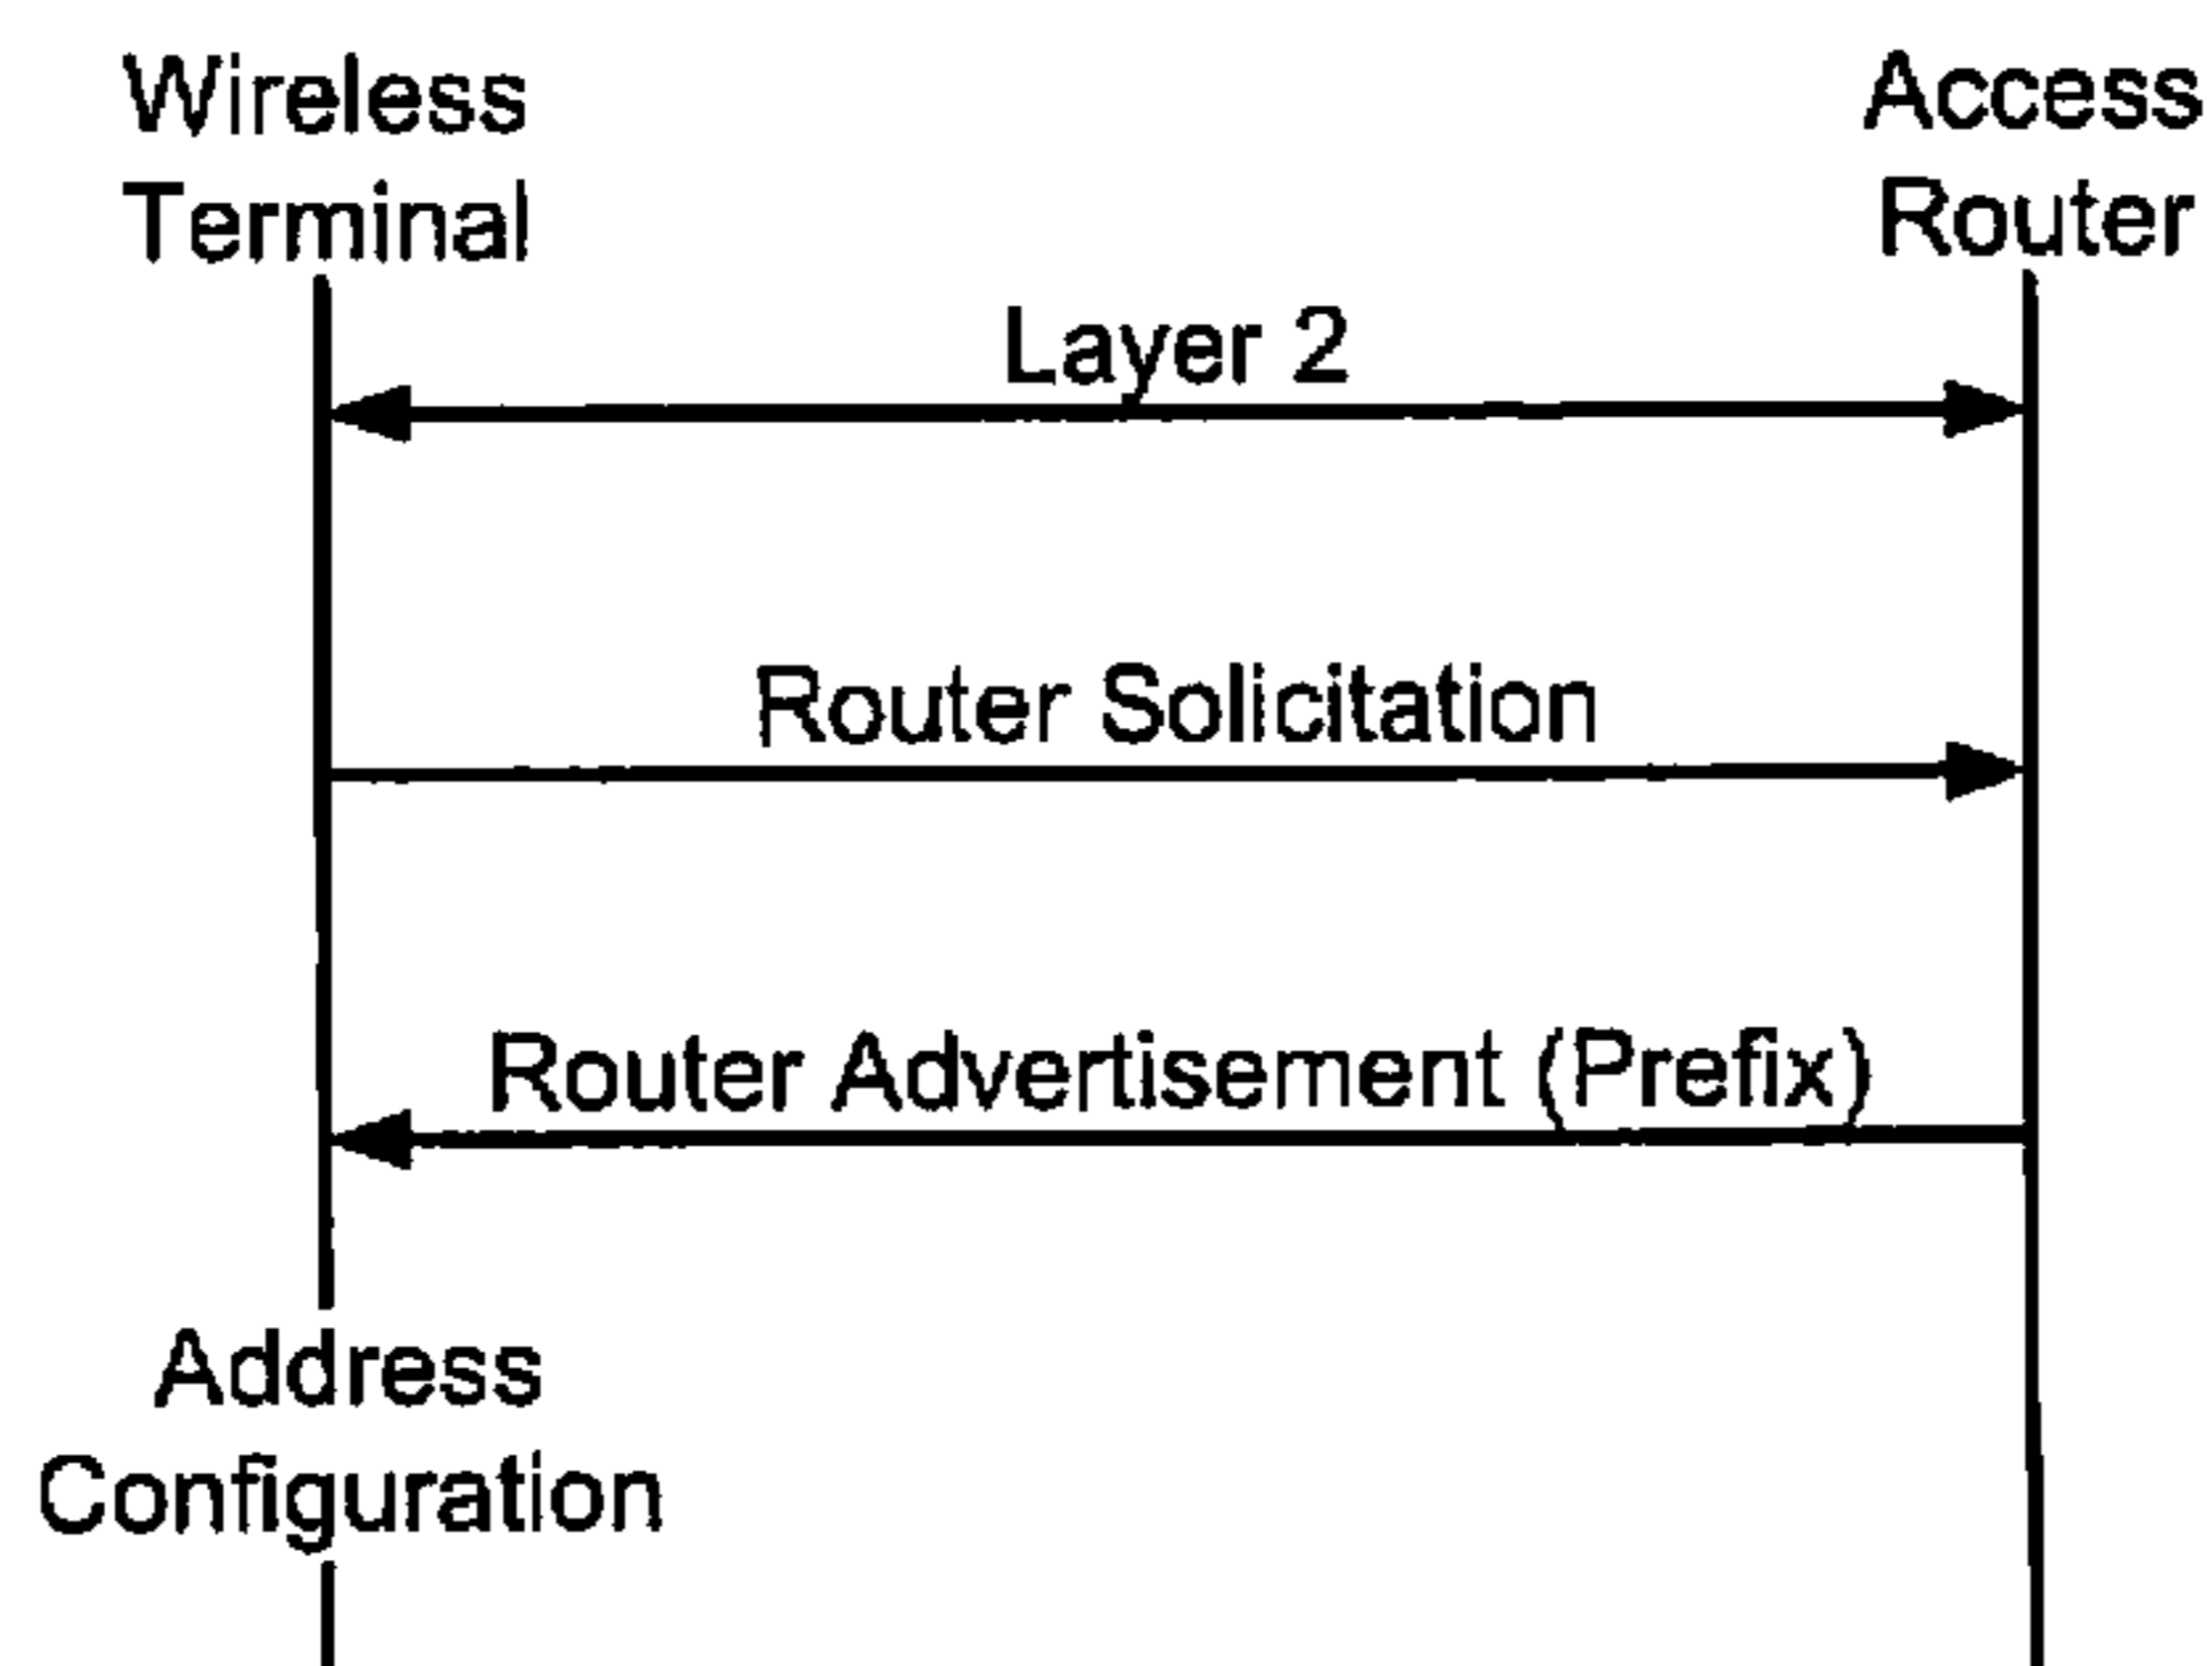 Wireless
Terminal
Access
Router
Layer 2
Router Solicitation
Router Advertisement (Prefix)
Address
Configuration